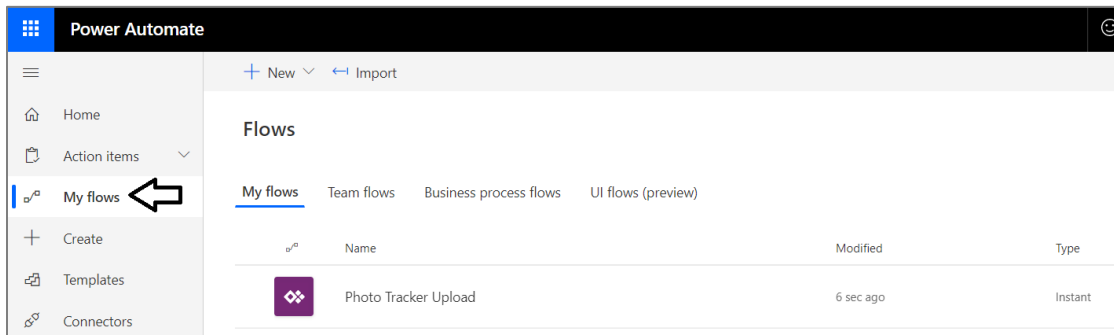 Power Automate
New
Import
Home
Action items
My flows
Create
Templates
Connectors
Flows
My flows Team flows Business process flows UI flows (preview)
Name Modified Type
Photo Tracker Upload 6 sec ago Instant